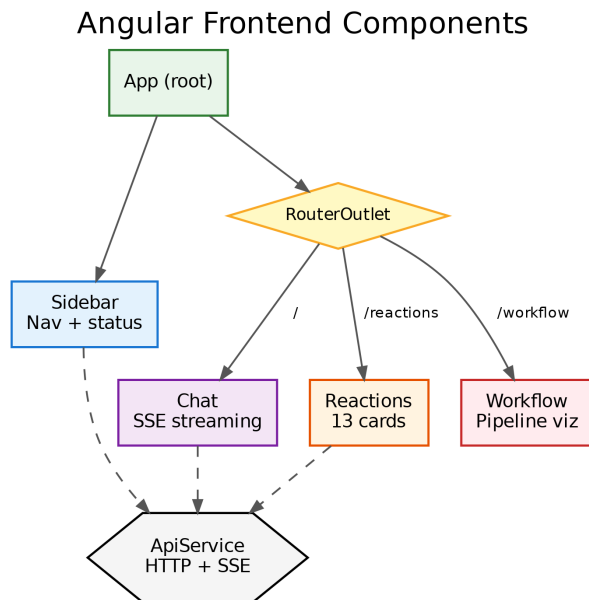 Angular Frontend Components
App (root)
RouterOutlet
Sidebar
Nav + status
/
/reactions
/workflow
Chat
SSE streaming
Reactions
13 cards
Workflow
Pipeline viz
ApiService
HTTP + SSE